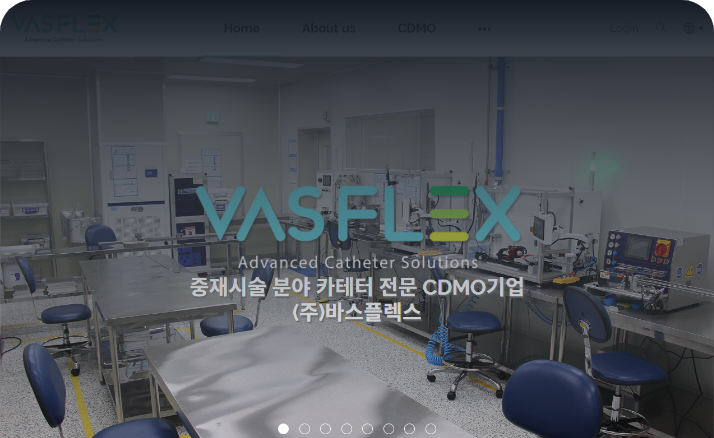 VASFLEX
Advanced Catheter Solutions
Home About us CDMO ••• Login
VASFLEX
Advanced Catheter Solutions
중재시술 분야 카테터 전문 CDMO기업
(주)바스플렉스